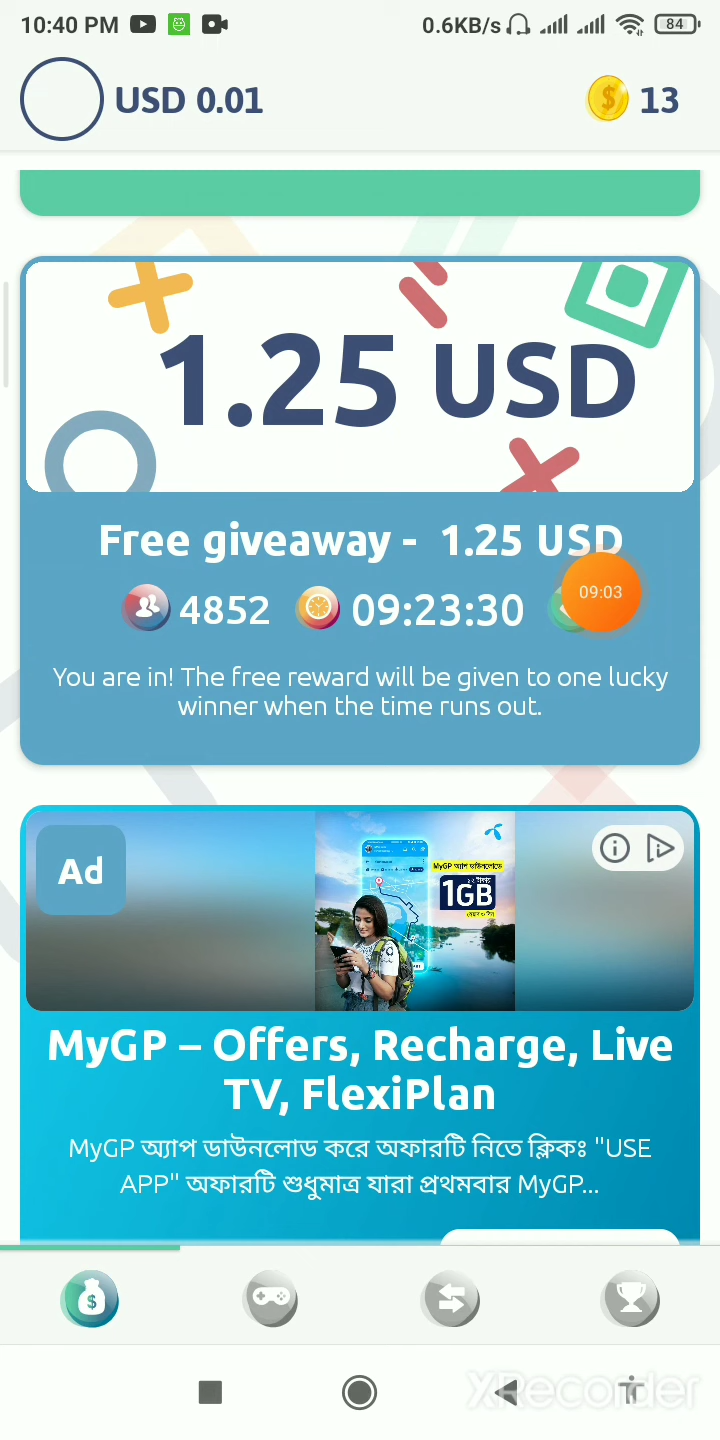 10:40 PM
0.6KB/s
84
USD 0.01
$ 13
1.25 USD
Free giveaway - 1.25 USD
4852
09:23:30
09:03
You are in! The free reward will be given to one lucky
winner when the time runs out.
Ad
MyGP অ্যাপ ডাউনলোডে
১২ টাকায়
1GB
MyGP – Offers, Recharge, Live
TV, FlexiPlan
MyGP অ্যাপ ডাউনলোড করে অফারটি নিতে ক্লিকঃ "USE
APP" অফারটি শুধুমাত্র যারা প্রথমবার MyGP...
$
XRecorder